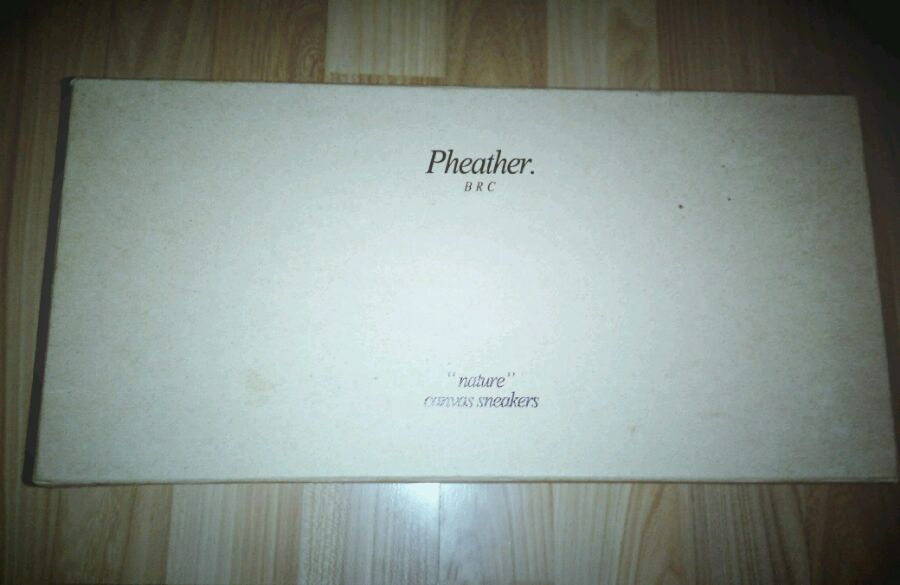 Pheather.
BRC
“nature”
canvas sneakers